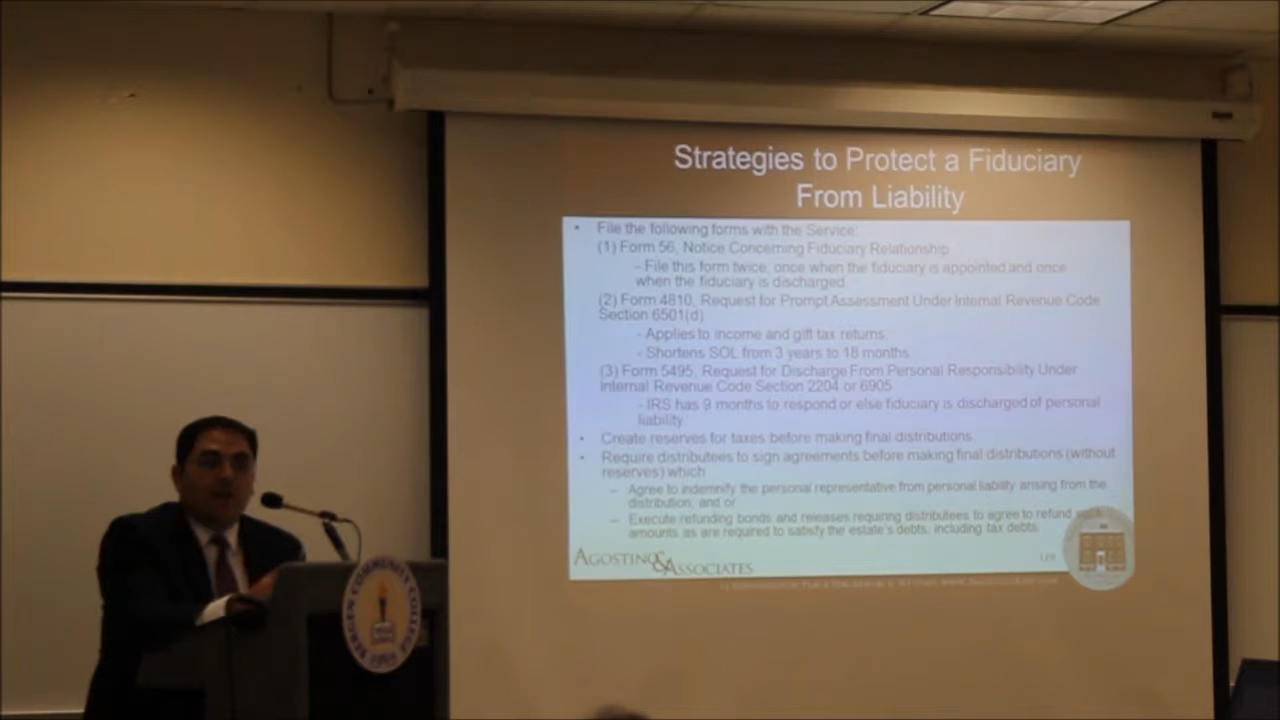 Strategies to Protect a Fiduciary
From Liability
• File the following forms with the Service:
(1) Form 56, Notice Concerning Fiduciary Relationship
- File this form twice, once when the fiduciary is appointed and once
when the fiduciary is discharged.
(2) Form 4810, Request for Prompt Assessment Under Internal Revenue Code
Section 6501(d)
- Applies to income and gift tax returns.
- Shortens SOL from 3 years to 18 months.
(3) Form 5495, Request for Discharge From Personal Responsibility Under
Internal Revenue Code Section 2204 or 6905
- IRS has 9 months to respond or else fiduciary is discharged of personal
liability.
• Create reserves for taxes before making final distributions.
• Require distributees to sign agreements before making final distributions (without
reserves) which
– Agree to indemnify the personal representative from personal liability arising from the
distribution; and or
– Execute refunding bonds and releases requiring distributees to agree to refund
amounts as are required to satisfy the estate's debts, including tax debts.
AGOSTINO & ASSOCIATES
BERGEN COMMUNITY COLLEGE